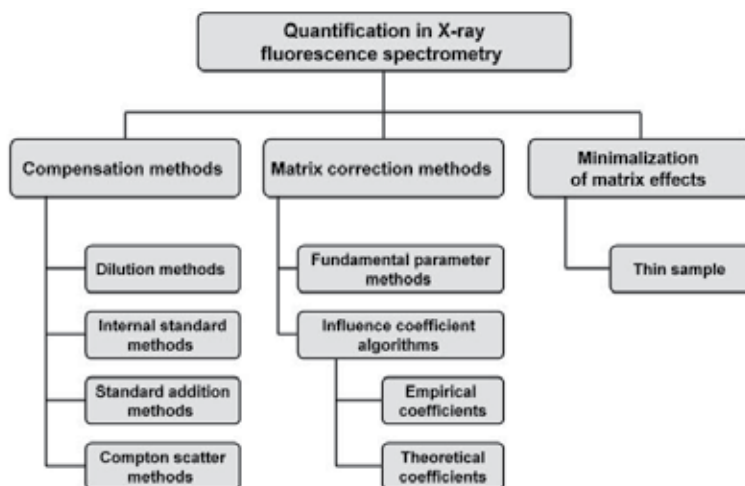 Quantification in X-ray
fluorescence spectrometry
Compensation methods
Dilution methods
Internal standard
methods
Standard addition
methods
Compton scatter
methods
Matrix correction methods
Fundamental parameter
methods
Influence coefficient
algorithms
Empirical
coefficients
Theoretical
coefficients
Minimalization
of matrix effects
Thin sample